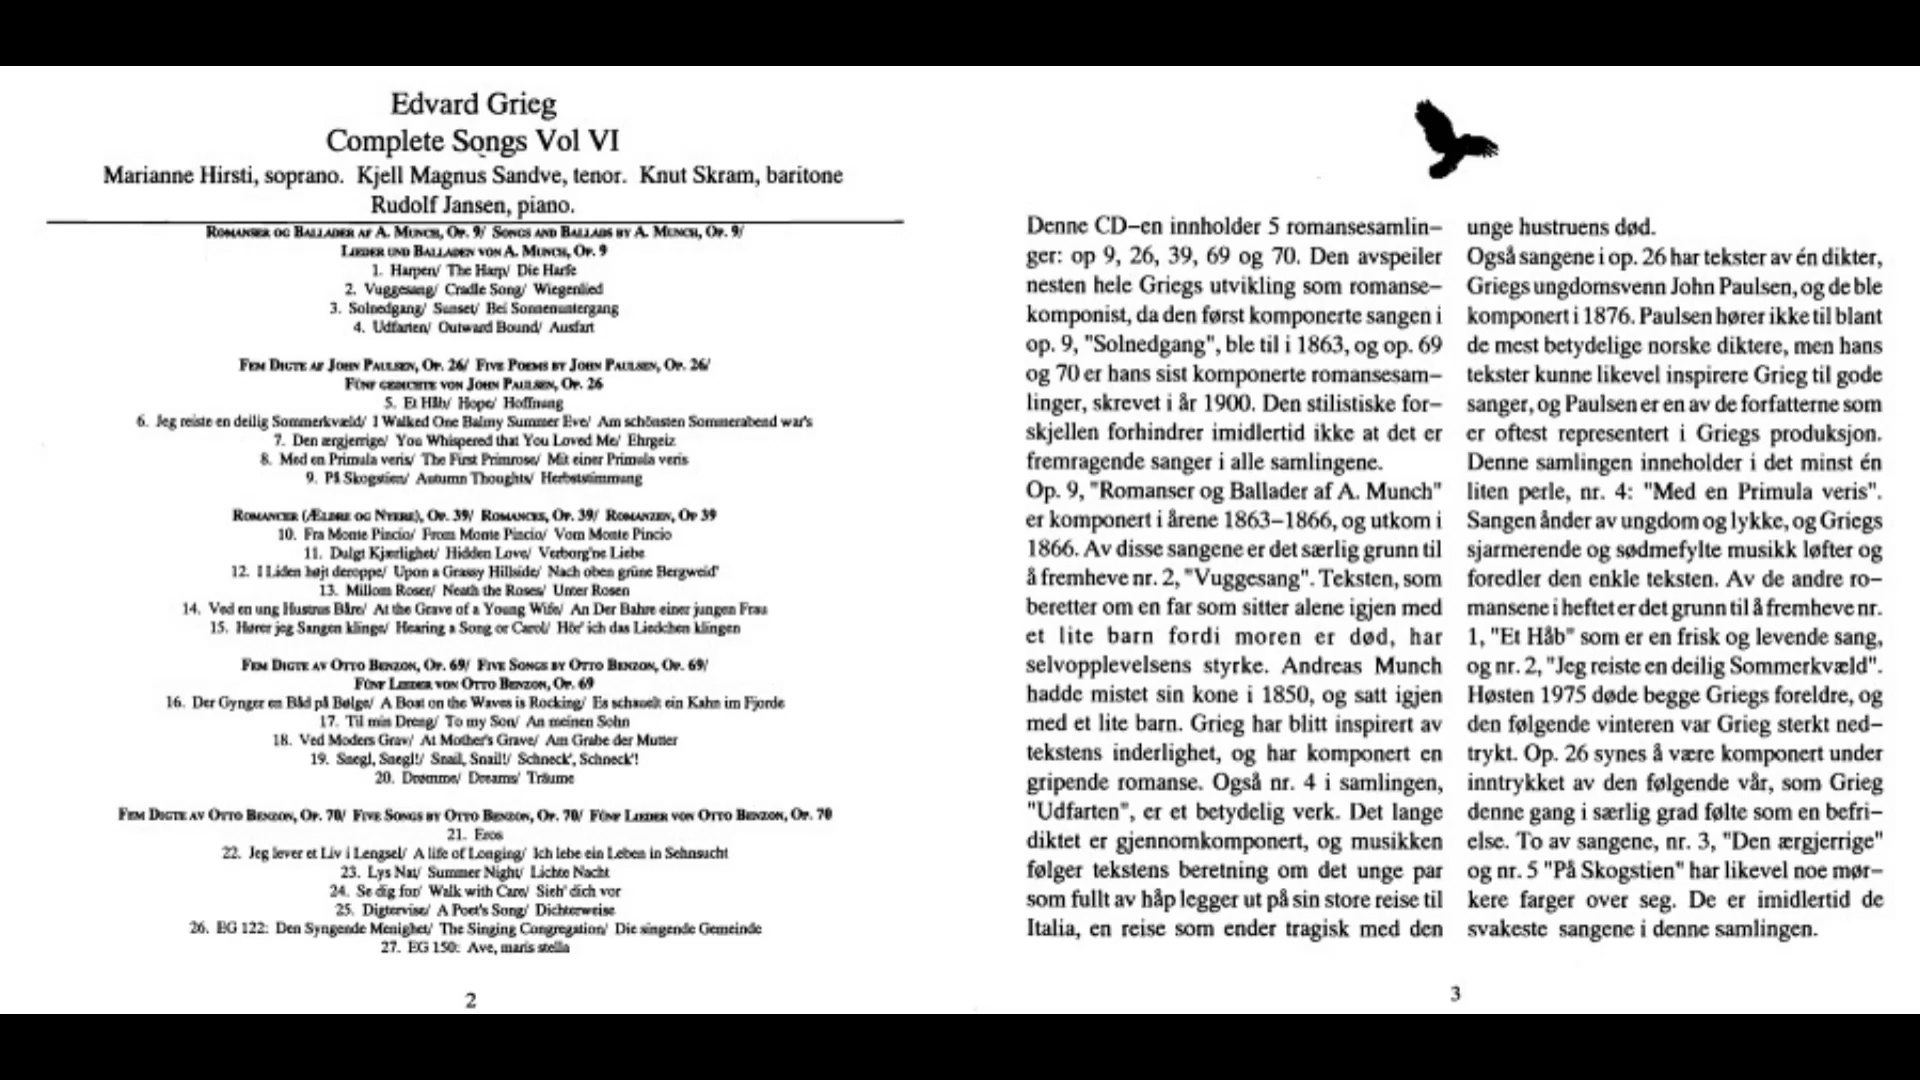 Edvard Grieg
Complete Songs Vol VI
Marianne Hirsti, soprano. Kjell Magnus Sandve, tenor. Knut Skram, baritone
Rudolf Jansen, piano.
Romanser og Ballader af A. Munch, Op. 9/ Songs and Ballads by A. Munch, Op. 9/
Lieder und Balladen von A. Munch, Op. 9
1. Harpen/ The Harp/ Die Harfe
2. Vuggesang/ Cradle Song/ Wiegenlied
3. Solnedgang/ Sunset/ Bei Sonnenuntergang
4. Udfarten/ Outward Bound/ Ausfart
Fem Digte af John Paulsen, Op. 26/ Five Poems by John Paulsen, Op. 26/
Fünf gedichte von John Paulsen, Op. 26
5. Et Håb/ Hope/ Hoffnung
6. Jeg reiste en deilig Sommerkvæld/ I Walked One Balmy Summer Eve/ Am schönsten Sommerabend war's
7. Den ærgjerrige/ You Whispered that You Loved Me/ Ehrgeiz
8. Med en Primula veris/ The First Primrose/ Mit einer Primula veris
9. På Skogstien/ Autumn Thoughts/ Herbststimmung
Romancer (Ældre og Nyere), Op. 39/ Romances, Op. 39/ Romanzen, Op 39
10. Fra Monte Pincio/ From Monte Pincio/ Vom Monte Pincio
11. Dulgt Kjærlighet/ Hidden Love/ Verborg'ne Liebe
12. I Liden højt deroppe/ Upon a Grassy Hillside/ Nach oben grüne Bergweid'
13. Millom Roser/ Neath the Roses/ Unter Rosen
14. Ved en ung Hustrus Båre/ At the Grave of a Young Wife/ An Der Bahre einer jungen Frau
15. Hører jeg Sangen klinge/ Hearing a Song or Carol/ Hör' ich das Liedchen klingen
Fem Digte av Otto Benzon, Op. 69/ Five Songs by Otto Benzon, Op. 69/
Fünf Lieder von Otto Benzon, Op. 69
16. Der Gynger en Båd på Bølge/ A Boat on the Waves is Rocking/ Es schauelt ein Kahn im Fjorde
17. Til min Dreng/ To my Son/ An meinen Sohn
18. Ved Moders Grav/ At Mother's Grave/ Am Grabe der Mutter
19. Snegl, Snegl!/ Snail, Snail!/ Schneck', Schneck'!
20. Drømme/ Dreams/ Träume
Fem Digte av Otto Benzon, Op. 70/ Five Songs by Otto Benzon, Op. 70/ Fünf Lieder von Otto Benzon, Op. 70
21. Eros
22. Jeg lever et Liv i Lengsel/ A life of Longing/ Ich lebe ein Leben in Sehnsucht
23. Lys Nat/ Summer Night/ Lichte Nacht
24. Se dig for/ Walk with Care/ Sieh' dich vor
25. Digtervise/ A Poet's Song/ Dichterweise
26. EG 122: Den Syngende Menighet/ The Singing Congregation/ Die singende Gemeinde
27. EG 150: Ave, maris stella
2
Denne CD-en innholder 5 romansesamlin-
ger: op 9, 26, 39, 69 og 70. Den avspeiler
nesten hele Griegs utvikling som romanse-
komponist, da den først komponerte sangen i
op. 9, "Solnedgang", ble til i 1863, og op. 69
og 70 er hans sist komponerte romansesam-
linger, skrevet i år 1900. Den stilistiske for-
skjellen forhindrer imidlertid ikke at det er
fremragende sanger i alle samlingene.
Op. 9, "Romanser og Ballader af A. Munch"
er komponert i årene 1863-1866, og utkom i
1866. Av disse sangene er det særlig grunn til
å fremheve nr. 2, "Vuggesang". Teksten, som
beretter om en far som sitter alene igjen med
et lite barn fordi moren er død, har
selvopplevelsens styrke. Andreas Munch
hadde mistet sin kone i 1850, og satt igjen
med et lite barn. Grieg har blitt inspirert av
tekstens inderlighet, og har komponert en
gripende romanse. Også nr. 4 i samlingen,
"Udfarten", er et betydelig verk. Det lange
diktet er gjennomkomponert, og musikken
følger tekstens beretning om det unge par
som fullt av håp legger ut på sin store reise til
Italia, en reise som ender tragisk med den
unge hustruens død.
Også sangene i op. 26 har tekster av én dikter,
Griegs ungdomsvenn John Paulsen, og de ble
komponert i 1876. Paulsen hører ikke til blant
de mest betydelige norske diktere, men hans
tekster kunne likevel inspirere Grieg til gode
sanger, og Paulsen er en av de forfatterne som
er oftest representert i Griegs produksjon.
Denne samlingen inneholder i det minst én
liten perle, nr. 4: "Med en Primula veris".
Sangen ånder av ungdom og lykke, og Griegs
sjarmerende og sødmefylte musikk løfter og
foredler den enkle teksten. Av de andre ro-
mansene i heftet er det grunn til å fremheve nr.
1, "Et Håb" som er en frisk og levende sang,
og nr. 2, "Jeg reiste en deilig Sommerkvæld".
Høsten 1975 døde begge Griegs foreldre, og
den følgende vinteren var Grieg sterkt ned-
trykt. Op. 26 synes å være komponert under
inntrykket av den følgende vår, som Grieg
denne gang i særlig grad følte som en befri-
else. To av sangene, nr. 3, "Den ærgjerrige"
og nr. 5 "På Skogstien" har likevel noe mør-
kere farger over seg. De er imidlertid de
svakeste sangene i denne samlingen.
3